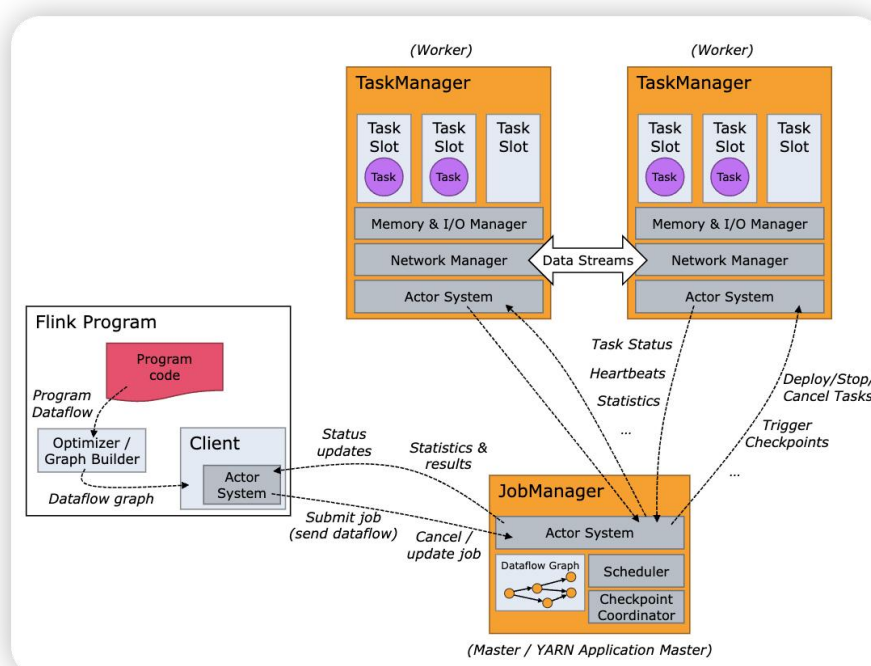 (Worker)
(Worker)
TaskManager
TaskManager
Task
Slot
Task
Task
Slot
Task
Task
Slot
Task
Slot
Task
Task
Slot
Task
Task
Slot
Memory & I/O Manager
Memory & I/O Manager
Network Manager
Data Streams
Network Manager
Actor System
Actor System
Flink Program
Program
code
Program
Dataflow
Optimizer /
Graph Builder
Dataflow graph
Client
Actor
System
Task Status
Heartbeats
Statistics
...
Deploy/Stop/
Cancel Tasks
Trigger
Checkpoints
...
Status
updates
Statistics &
results
Submit job
(send dataflow)
Cancel /
update job
JobManager
Actor System
Dataflow Graph
Scheduler
Checkpoint
Coordinator
(Master / YARN Application Master)